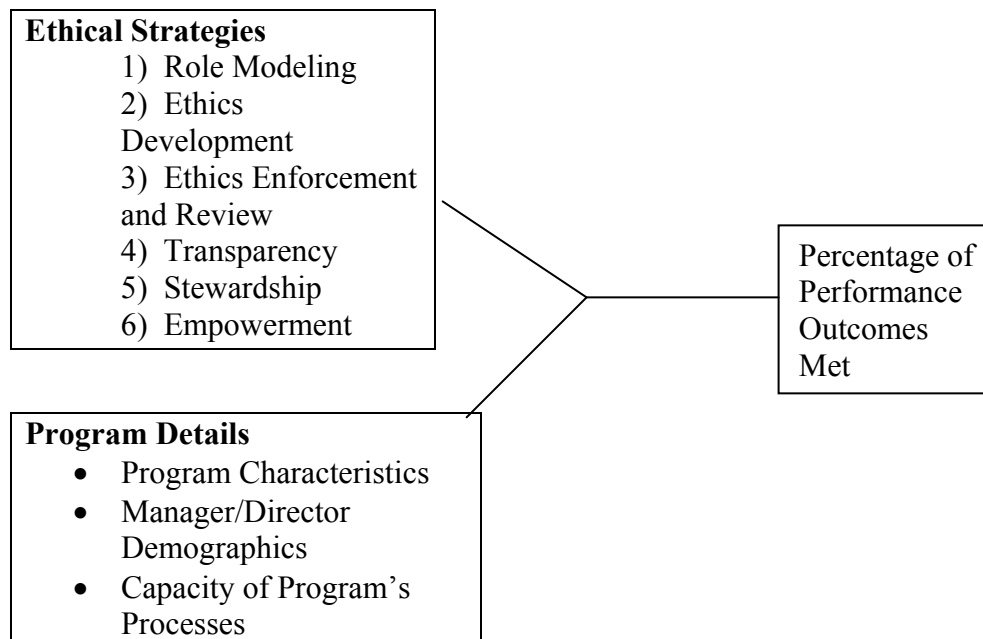 Ethical Strategies
1) Role Modeling
2) Ethics
Development
3) Ethics Enforcement
and Review
4) Transparency
5) Stewardship
6) Empowerment
Percentage of
Performance
Outcomes
Met
Program Details
• Program Characteristics
• Manager/Director
Demographics
• Capacity of Program’s
Processes